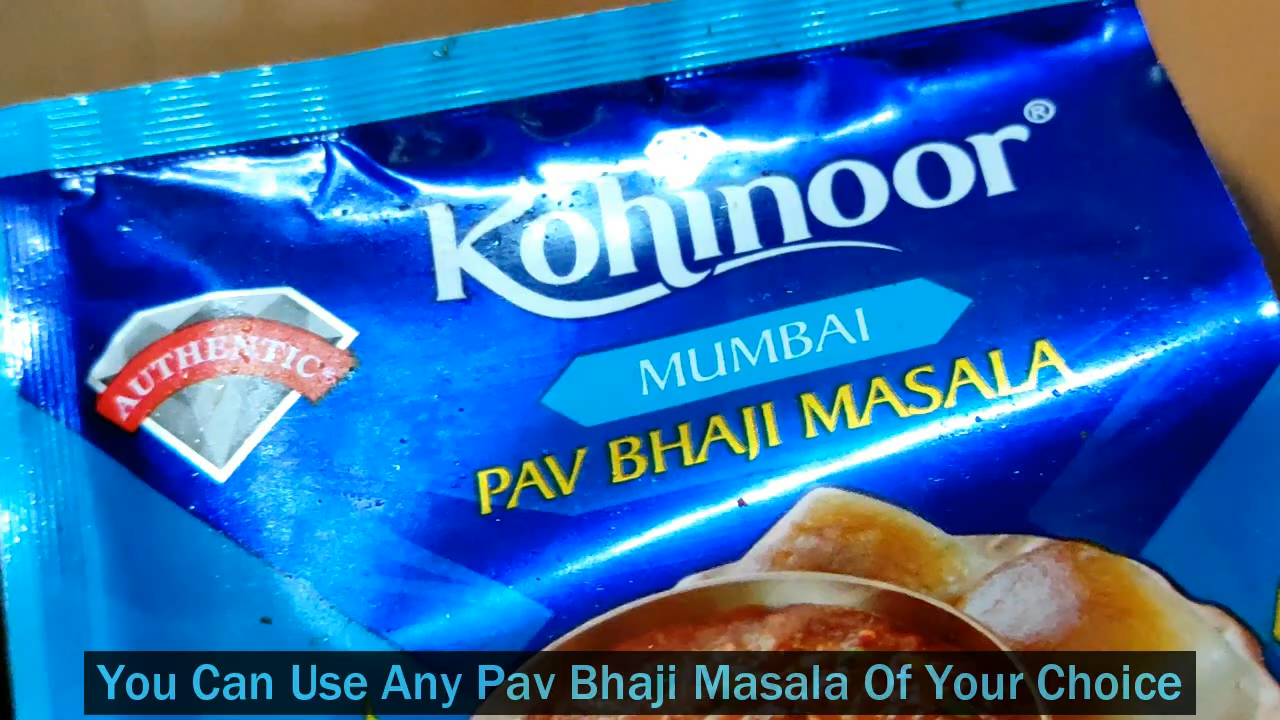 Kohinoor®
AUTHENTIC
MUMBAI
PAV BHAJI MASALA
You Can Use Any Pav Bhaji Masala Of Your Choice